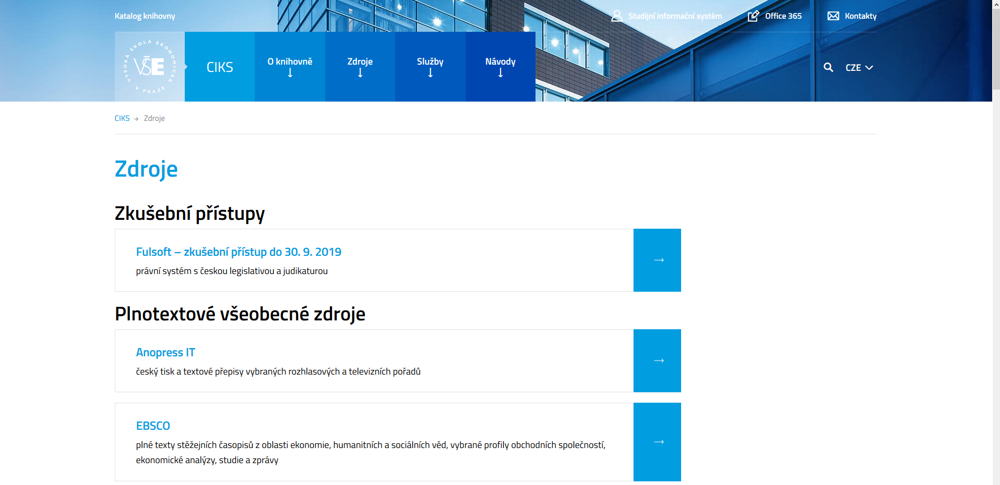 Katalog knihovny
Studijní informační systém
Office 365
Kontakty
VYSOKÁ ŠKOLA EKONOMICKÁ V PRAZE
VŠE
CIKS
O knihovně
Zdroje
Služby
Návody
CZE
CIKS → Zdroje
Zdroje
Zkušební přístupy
Fulsoft – zkušební přístup do 30. 9. 2019
právní systém s českou legislativou a judikaturou
Plnotextové všeobecné zdroje
Anopress IT
český tisk a textové přepisy vybraných rozhlasových a televizních pořadů
EBSCO
plné texty stěžejních časopisů z oblasti ekonomie, humanitních a sociálních věd, vybrané profily obchodních společností,
ekonomické analýzy, studie a zprávy